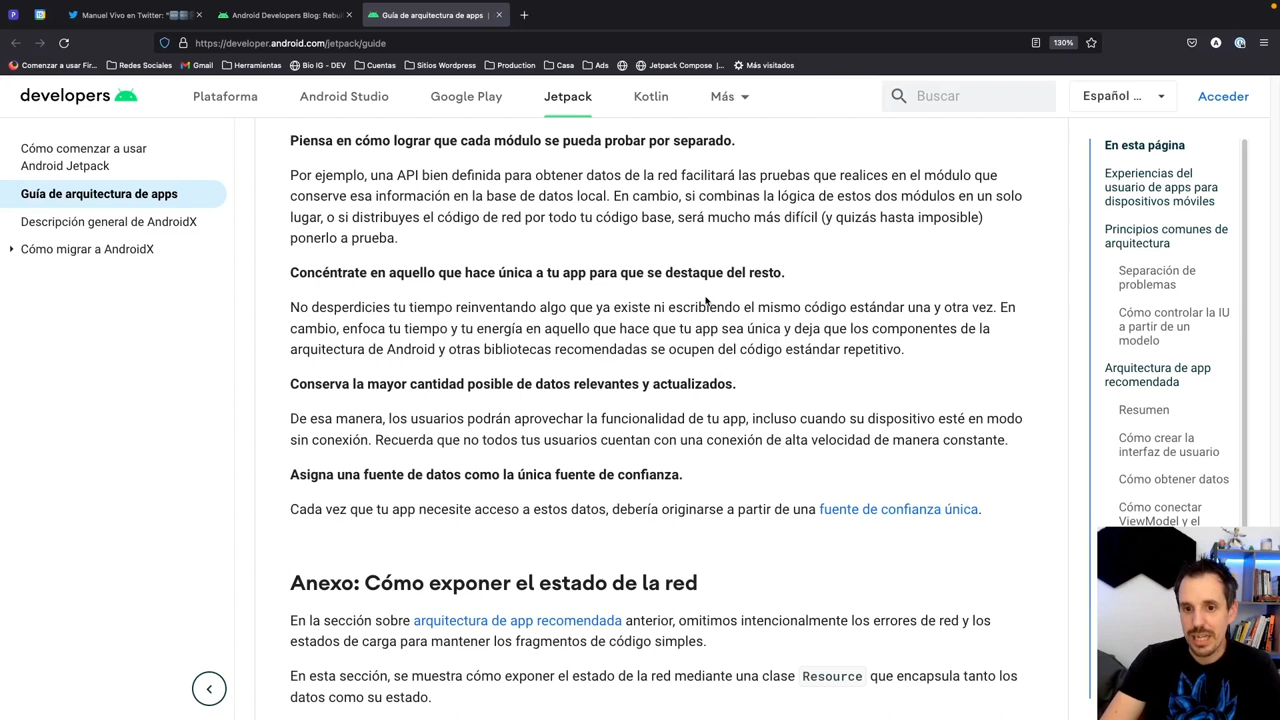 Manuel Vivo en Twitter: "
Android Developers Blog: Rebui
Guía de arquitectura de apps |
https://developer.android.com/jetpack/guide
130%
Comenzar a usar Fir...
Redes Sociales
Gmail
Herramientas
Bio IG - DEV
Cuentas
Sitios Wordpress
Production
Casa
Ads
Jetpack Compose |...
Más visitados
developers
Plataforma
Android Studio
Google Play
Jetpack
Kotlin
Más
Buscar
Español ...
Acceder
Cómo comenzar a usar
Android Jetpack
Guía de arquitectura de apps
Descripción general de AndroidX
Cómo migrar a AndroidX
Piensa en cómo lograr que cada módulo se pueda probar por separado.
Por ejemplo, una API bien definida para obtener datos de la red facilitará las pruebas que realices en el módulo que
conserve esa información en la base de datos local. En cambio, si combinas la lógica de estos dos módulos en un solo
lugar, o si distribuyes el código de red por todo tu código base, será mucho más difícil (y quizás hasta imposible)
ponerlo a prueba.
Concéntrate en aquello que hace única a tu app para que se destaque del resto.
No desperdicies tu tiempo reinventando algo que ya existe ni escribiendo el mismo código estándar una y otra vez. En
cambio, enfoca tu tiempo y tu energía en aquello que hace que tu app sea única y deja que los componentes de la
arquitectura de Android y otras bibliotecas recomendadas se ocupen del código estándar repetitivo.
Conserva la mayor cantidad posible de datos relevantes y actualizados.
De esa manera, los usuarios podrán aprovechar la funcionalidad de tu app, incluso cuando su dispositivo esté en modo
sin conexión. Recuerda que no todos tus usuarios cuentan con una conexión de alta velocidad de manera constante.
Asigna una fuente de datos como la única fuente de confianza.
Cada vez que tu app necesite acceso a estos datos, debería originarse a partir de una fuente de confianza única.
Anexo: Cómo exponer el estado de la red
En la sección sobre arquitectura de app recomendada anterior, omitimos intencionalmente los errores de red y los
estados de carga para mantener los fragmentos de código simples.
En esta sección, se muestra cómo exponer el estado de la red mediante una clase Resource que encapsula tanto los
datos como su estado.
En esta página
Experiencias del
usuario de apps para
dispositivos móviles
Principios comunes de
arquitectura
Separación de
problemas
Cómo controlar la IU
a partir de un
modelo
Arquitectura de app
recomendada
Resumen
Cómo crear la
interfaz de usuario
Cómo obtener datos
Cómo conectar
ViewModel y el